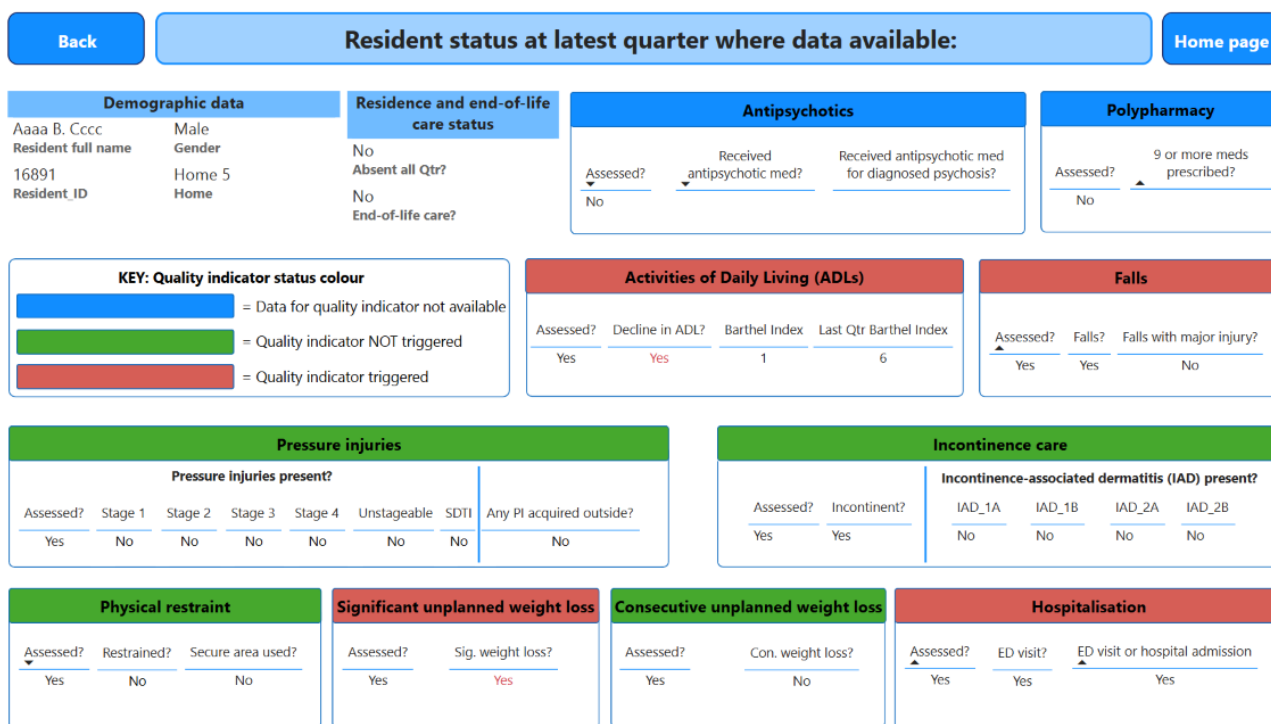 Back
Resident status at latest quarter where data available:
Home page
Demographic data
Aaaa B. Cccc Male
Resident full name Gender
16891 Home 5
Resident_ID Home
Residence and end-of-life
care status
No
Absent all Qtr?
No
End-of-life care?
Antipsychotics
Assessed? Received antipsychotic med? Received antipsychotic med for diagnosed psychosis?
No
Polypharmacy
Assessed? 9 or more meds prescribed?
No
KEY: Quality indicator status colour
= Data for quality indicator not available
= Quality indicator NOT triggered
= Quality indicator triggered
Activities of Daily Living (ADLs)
Assessed? Decline in ADL? Barthel Index Last Qtr Barthel Index
Yes Yes 1 6
Falls
Assessed? Falls? Falls with major injury?
Yes Yes No
Pressure injuries
Pressure injuries present?
Assessed? Stage 1 Stage 2 Stage 3 Stage 4 Unstageable SDTI Any PI acquired outside?
Yes No No No No No No No
Incontinence care
Incontinence-associated dermatitis (IAD) present?
Assessed? Incontinent? IAD_1A IAD_1B IAD_2A IAD_2B
Yes Yes No No No No
Physical restraint
Assessed? Restrained? Secure area used?
Yes No No
Significant unplanned weight loss
Assessed? Sig. weight loss?
Yes Yes
Consecutive unplanned weight loss
Assessed? Con. weight loss?
Yes No
Hospitalisation
Assessed? ED visit? ED visit or hospital admission
Yes Yes Yes